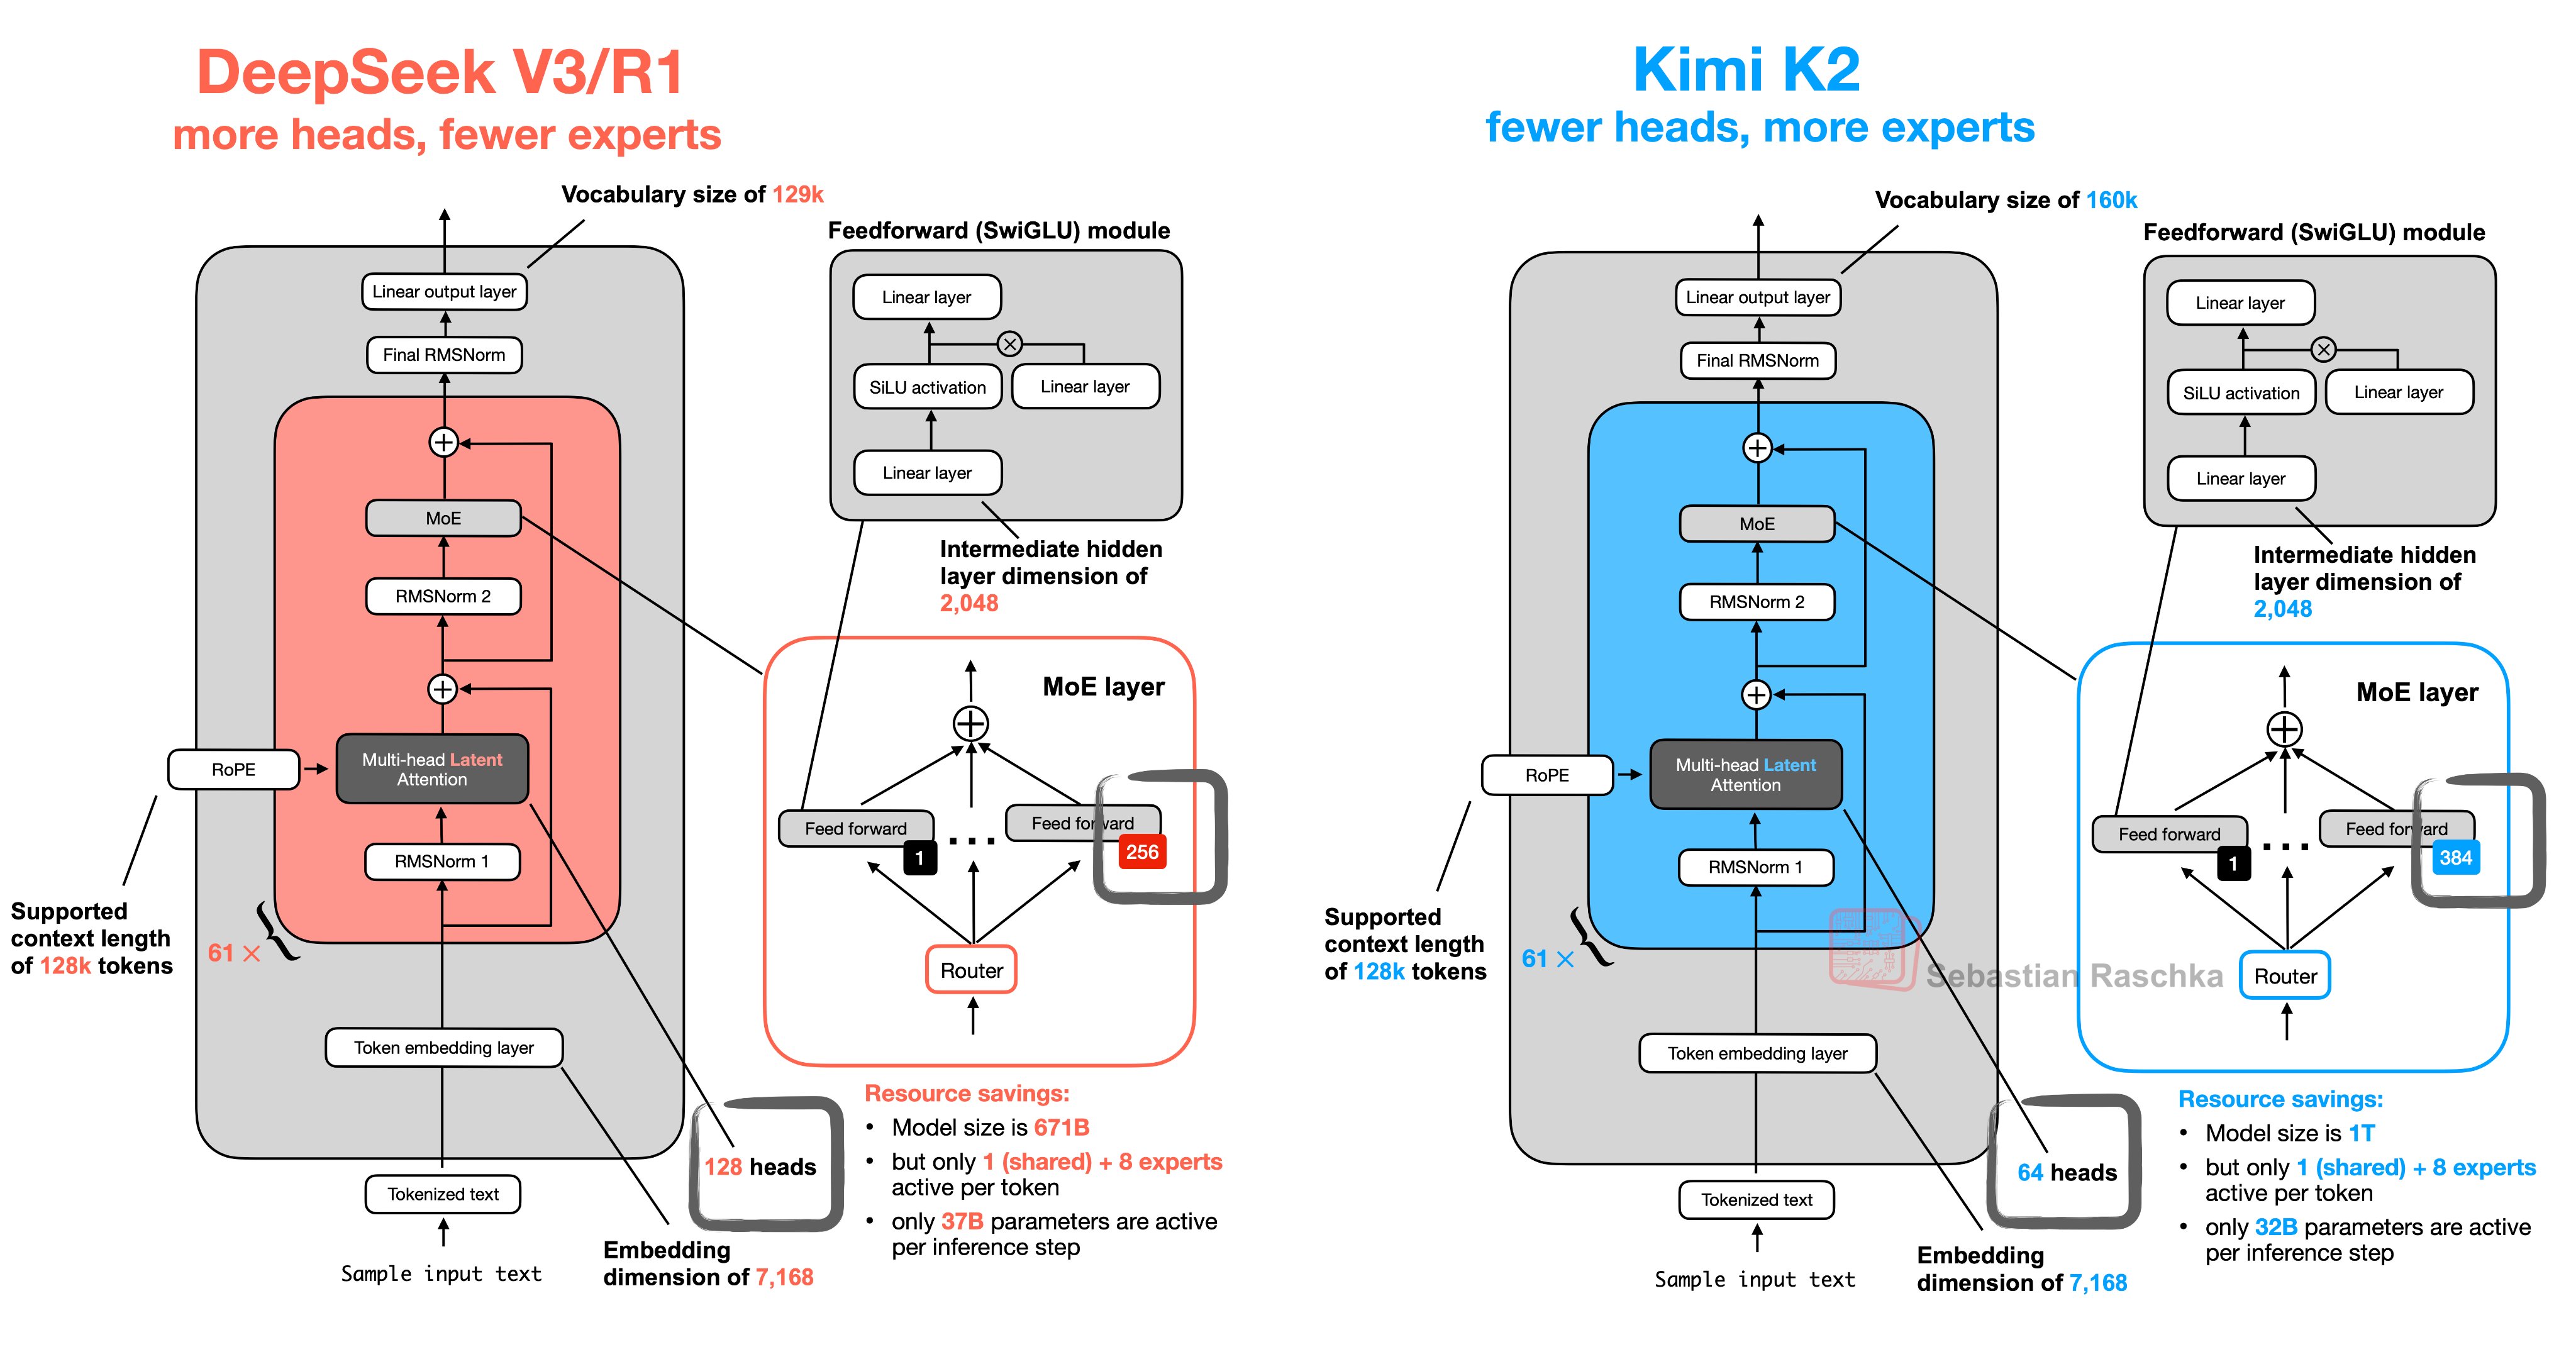 DeepSeek V3/R1
more heads, fewer experts
Vocabulary size of 129k
Linear output layer
Final RMSNorm
MoE
RMSNorm 2
Multi-head Latent
Attention
RoPE
RMSNorm 1
Supported
context length
of 128k tokens
61 ×
Token embedding layer
Tokenized text
Sample input text
Feedforward (SwiGLU) module
Linear layer
×
SiLU activation
Linear layer
Linear layer
Intermediate hidden
layer dimension of
2,048
MoE layer
Feed forward
1
...
Feed forward
256
Router
128 heads
Embedding
dimension of 7,168
Resource savings:
• Model size is 671B
• but only 1 (shared) + 8 experts
active per token
• only 37B parameters are active
per inference step
Kimi K2
fewer heads, more experts
Vocabulary size of 160k
Linear output layer
Final RMSNorm
MoE
RMSNorm 2
Multi-head Latent
Attention
RoPE
RMSNorm 1
Supported
context length
of 128k tokens
61 ×
Token embedding layer
Tokenized text
Sample input text
Feedforward (SwiGLU) module
Linear layer
×
SiLU activation
Linear layer
Linear layer
Intermediate hidden
layer dimension of
2,048
MoE layer
Feed forward
1
...
Feed forward
384
Router
Sebastian Raschka
64 heads
Embedding
dimension of 7,168
Resource savings:
• Model size is 1T
• but only 1 (shared) + 8 experts
active per token
• only 32B parameters are active
per inference step